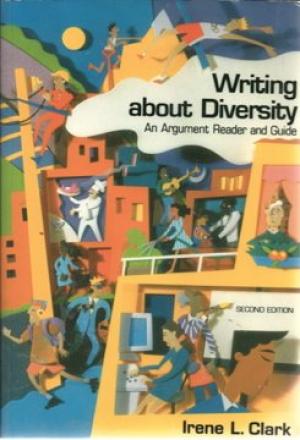 Writing
about Diversity
An Argument Reader and Guide
SECOND EDITION
Irene L. Clark